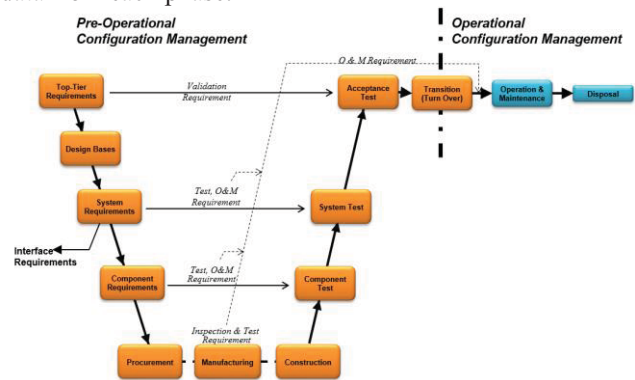 Pre-Operational
Configuration Management
Operational
Configuration Management
O & M Requirement
Top-Tier
Requirements
Validation
Requirement
Acceptance
Test
Transition
(Turn Over)
Operation &
Maintenance
Disposal
Design Bases
System
Requirements
Test, O&M
Requirement
System Test
Interface
Requirements
Component
Requirements
Test, O&M
Requirement
Component
Test
Inspection & Test
Requirement
Procurement
Manufacturing
Construction